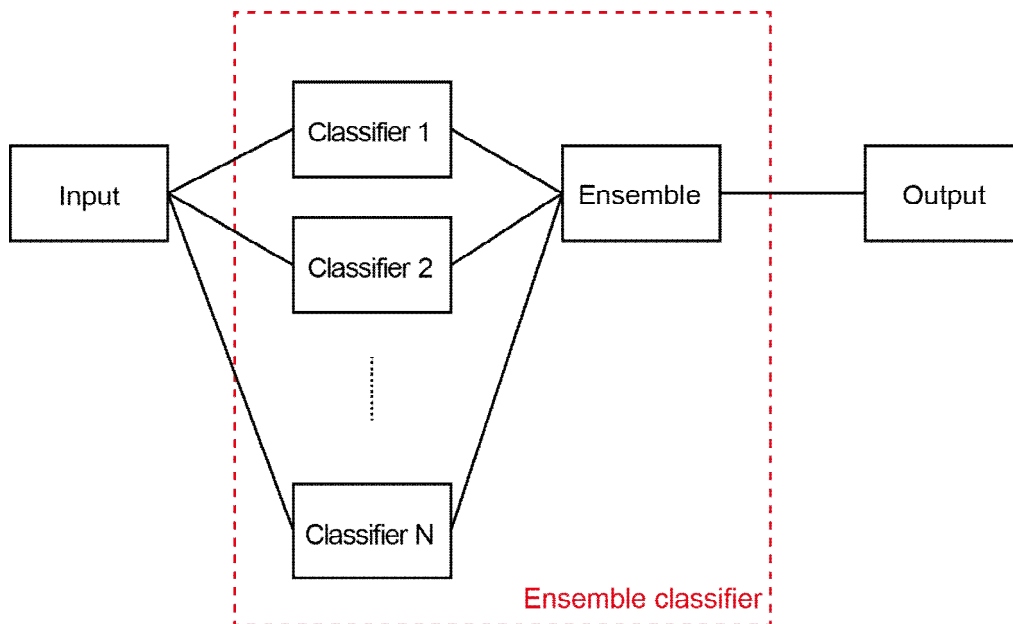 Input
Classifier 1
Classifier 2
Classifier N
Ensemble
Output
Ensemble classifier